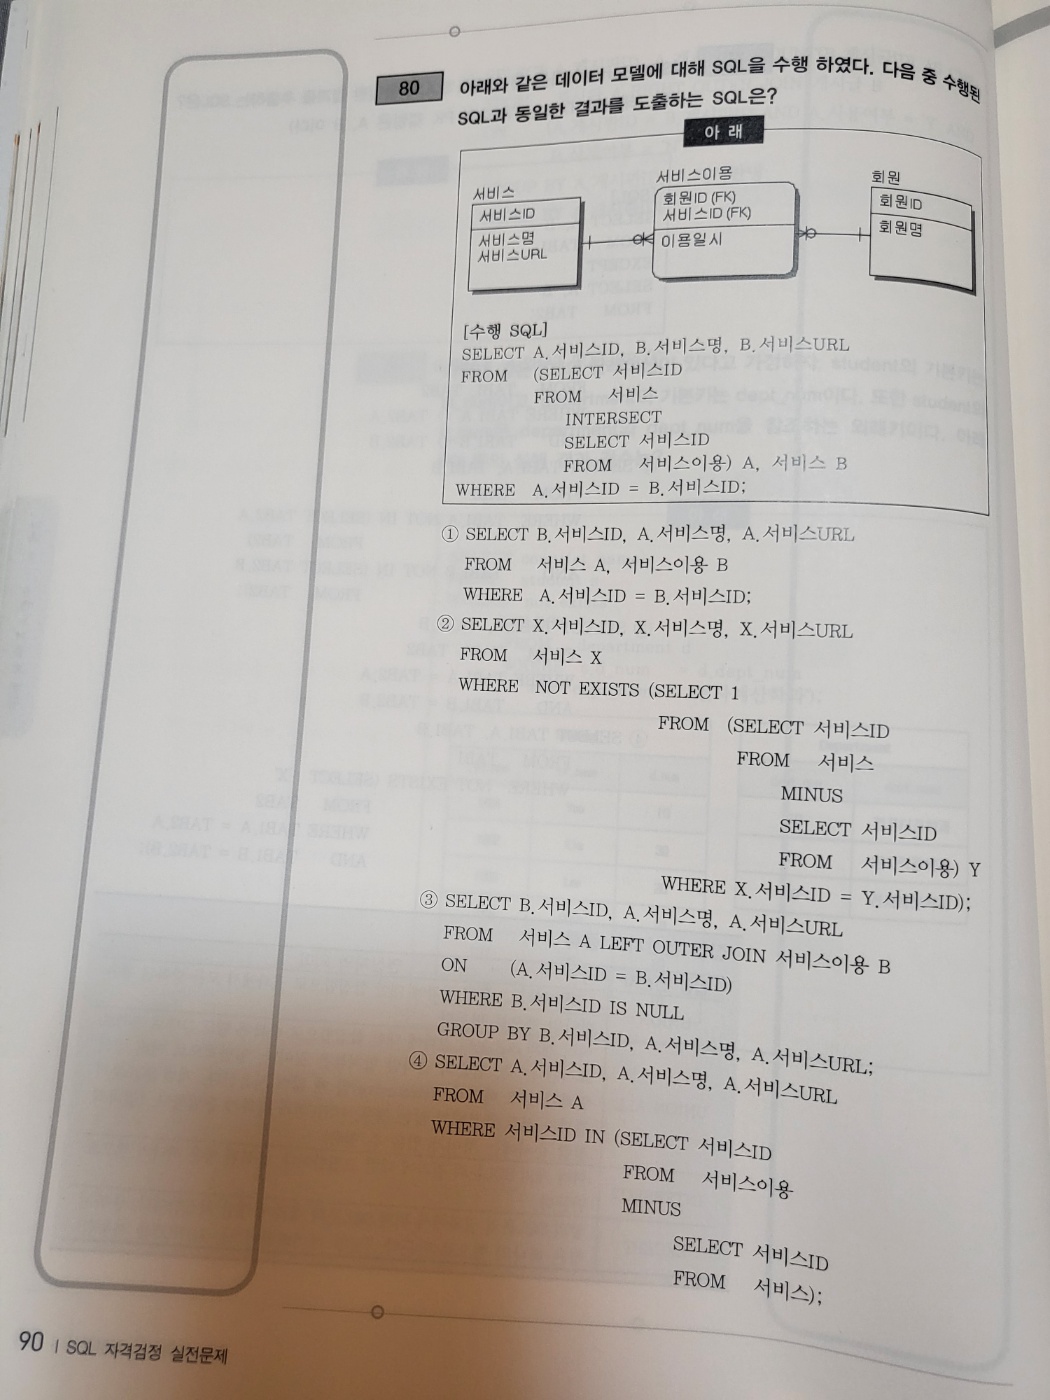 80 아래와 같은 데이터 모델에 대해 SQL을 수행 하였다. 다음 중 수행된
SQL과 동일한 결과를 도출하는 SQL은?
아 래
서비스
서비스ID
서비스명
서비스URL
서비스이용
회원ID (FK)
서비스ID (FK)
이용일시
회원
회원ID
회원명
[수행 SQL]
SELECT A.서비스ID, B.서비스명, B.서비스URL
FROM (SELECT 서비스ID
FROM 서비스
INTERSECT
SELECT 서비스ID
FROM 서비스이용) A, 서비스 B
WHERE A.서비스ID = B.서비스ID;
① SELECT B.서비스ID, A.서비스명, A.서비스URL
FROM 서비스 A, 서비스이용 B
WHERE A.서비스ID = B.서비스ID;
② SELECT X.서비스ID, X.서비스명, X.서비스URL
FROM 서비스 X
WHERE NOT EXISTS (SELECT 1
FROM (SELECT 서비스ID
FROM 서비스
MINUS
SELECT 서비스ID
FROM 서비스이용) Y
WHERE X.서비스ID = Y.서비스ID);
③ SELECT B.서비스ID, A.서비스명, A.서비스URL
FROM 서비스 A LEFT OUTER JOIN 서비스이용 B
ON (A.서비스ID = B.서비스ID)
WHERE B.서비스ID IS NULL
GROUP BY B.서비스ID, A.서비스명, A.서비스URL;
④ SELECT A.서비스ID, A.서비스명, A.서비스URL
FROM 서비스 A
WHERE 서비스ID IN (SELECT 서비스ID
FROM 서비스이용
MINUS
SELECT 서비스ID
FROM 서비스);
90 | SQL 자격검정 실전문제